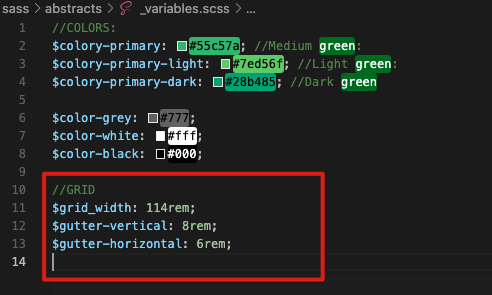 sass > abstracts > _variables.scss > ...
1 //COLORS:
2 $colory-primary: #55c57a; //Medium green:
3 $colory-primary-light: #7ed56f; //Light green:
4 $colory-primary-dark: #28b485; //Dark green
5
6 $color-grey: #777;
7 $color-white: #fff;
8 $color-black: #000;
9
10 //GRID
11 $grid_width: 114rem;
12 $gutter-vertical: 8rem;
13 $gutter-horizontal: 6rem;
14